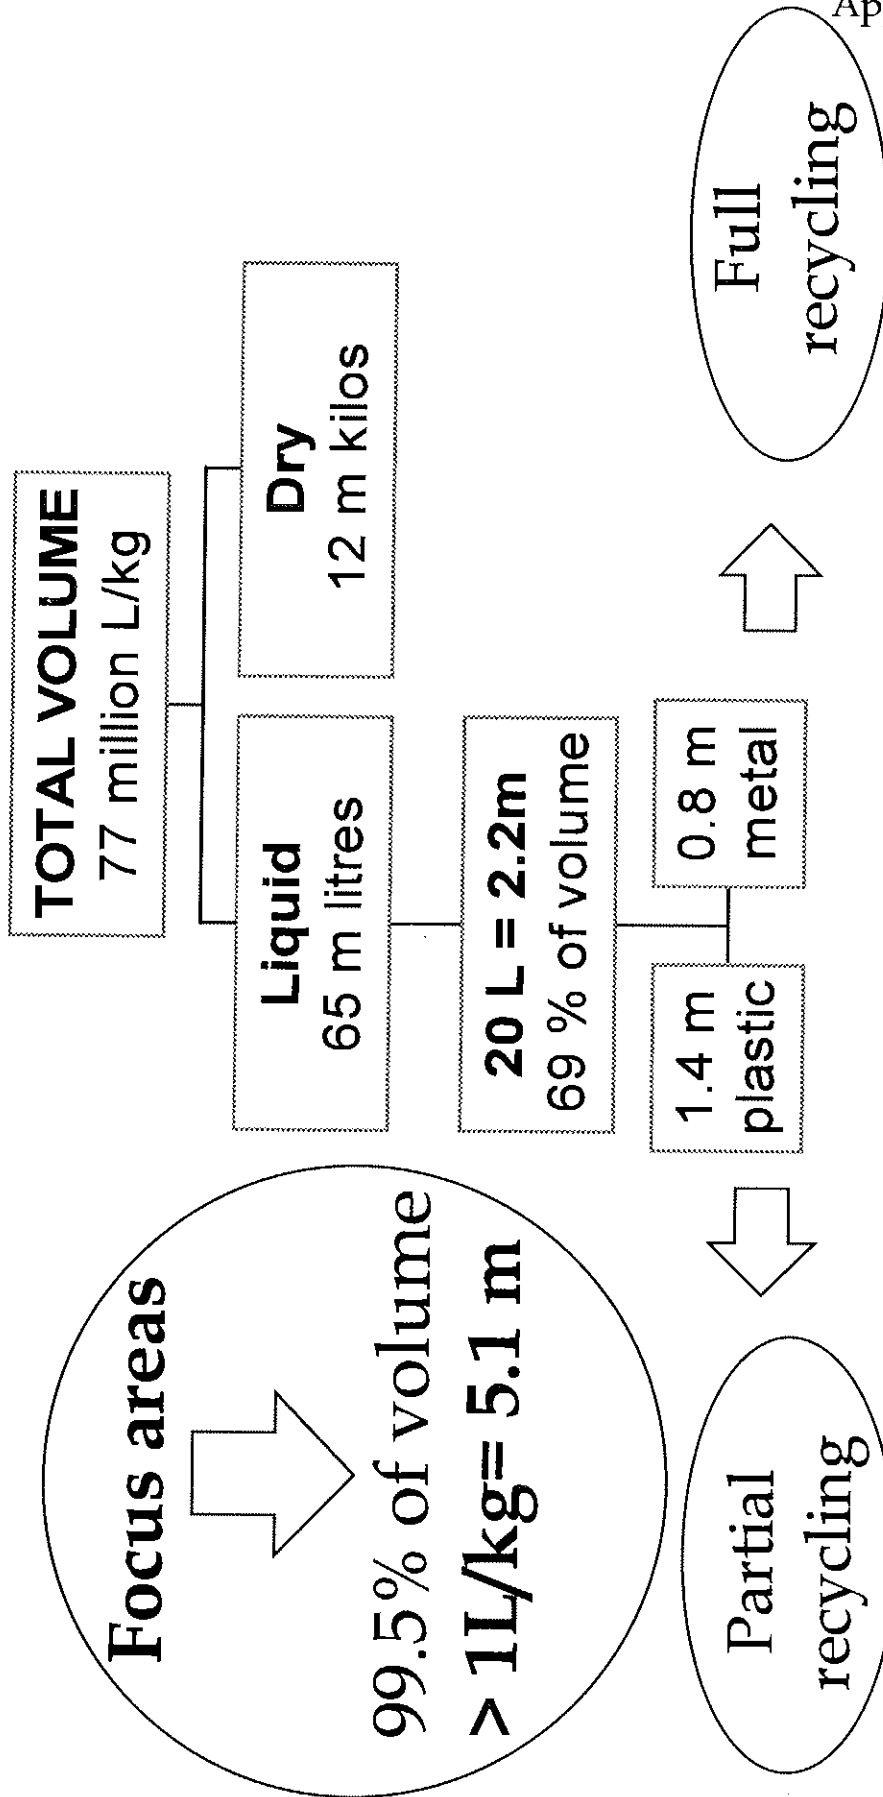 TOTAL VOLUME
77 million L/kg
Focus areas
99.5% of volume
> 1L/kg= 5.1 m
Liquid
65 m litres
Dry
12 m kilos
20 L = 2.2m
69 % of volume
1.4 m
plastic
0.8 m
metal
Partial
recycling
Full
recycling
Ap